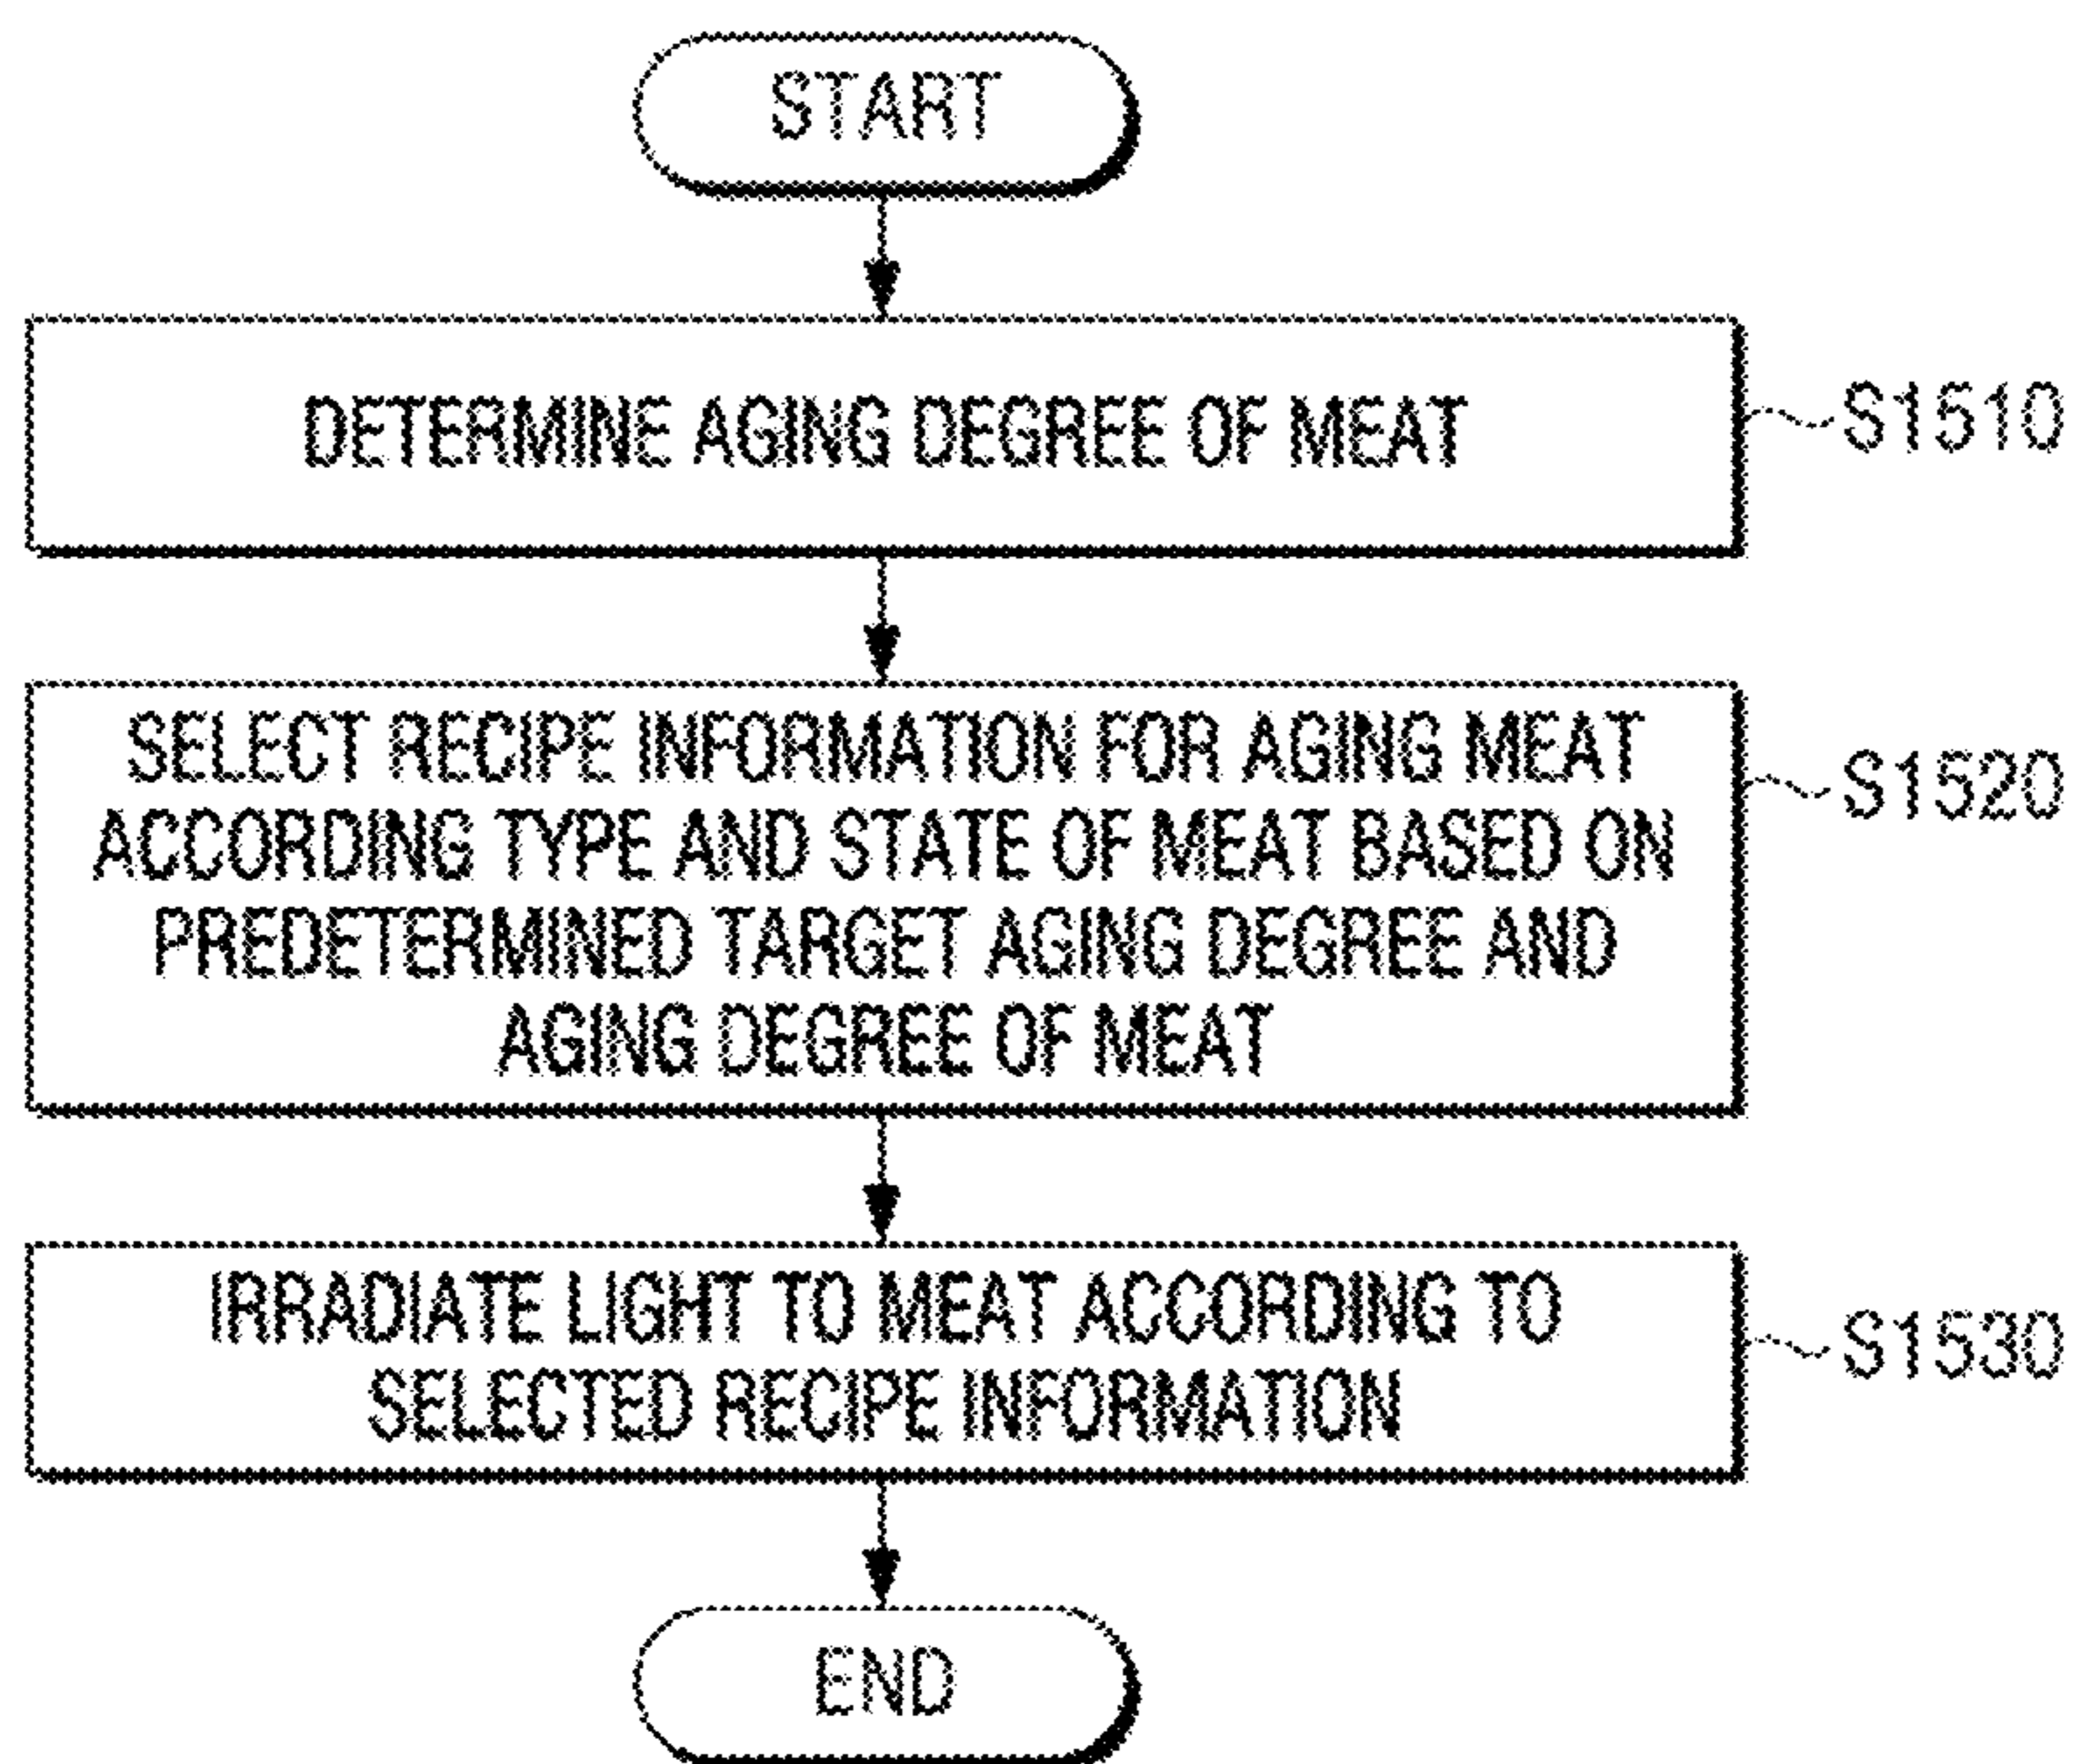 START
DETERMINE AGING DEGREE OF MEAT
S1510
SELECT RECIPE INFORMATION FOR AGING MEAT
ACCORDING TYPE AND STATE OF MEAT BASED ON
PREDETERMINED TARGET AGING DEGREE AND
AGING DEGREE OF MEAT
S1520
IRRADIATE LIGHT TO MEAT ACCORDING TO
SELECTED RECIPE INFORMATION
S1530
END